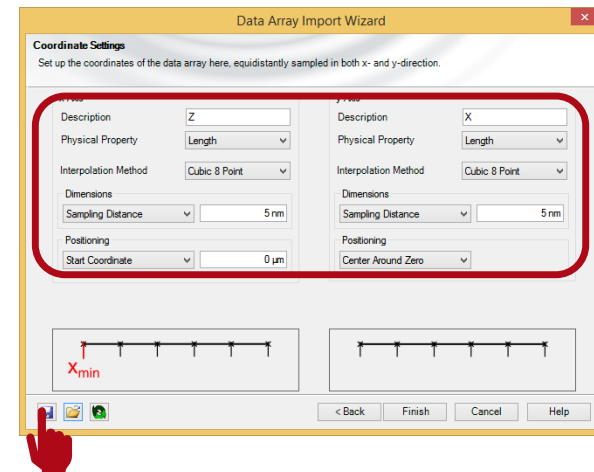 Data Array Import Wizard
Coordinate Settings
Set up the coordinates of the data array here, equidistantly sampled in both x- and y-direction.
Description Z Description X
Physical Property Length Physical Property Length
Interpolation Method Cubic 8 Point Interpolation Method Cubic 8 Point
Dimensions Dimensions
Sampling Distance 5 nm Sampling Distance 5 nm
Positioning Positioning
Start Coordinate 0 µm Center Around Zero
Xmin
< Back Finish Cancel Help